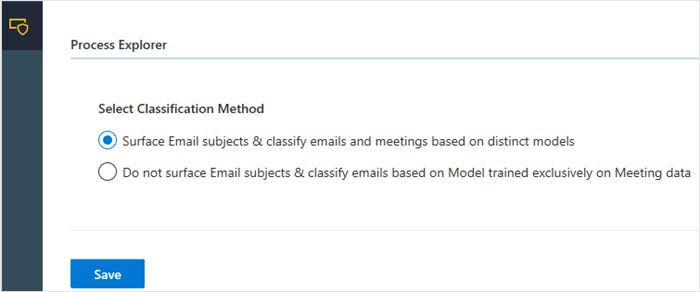 Process Explorer
Select Classification Method
Surface Email subjects & classify emails and meetings based on distinct models
Do not surface Email subjects & classify emails based on Model trained exclusively on Meeting data
Save